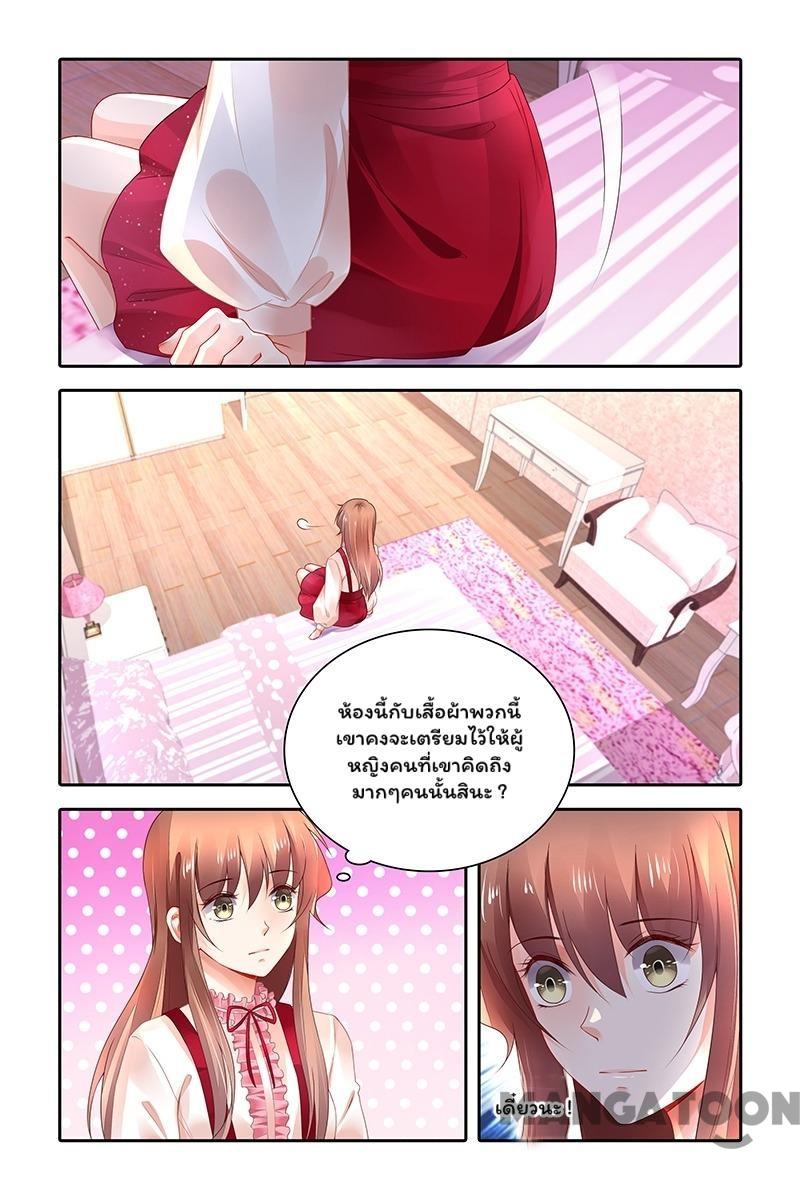 ห้องนี้กับเสื้อผ้าพวกนี้
เขาคงจะเตรียมไว้ให้ผู้
หญิงคนที่เขาคิดถึง
มากๆคนนั้นสินะ ?
เดี๋ยวนะ !
MANGATOON